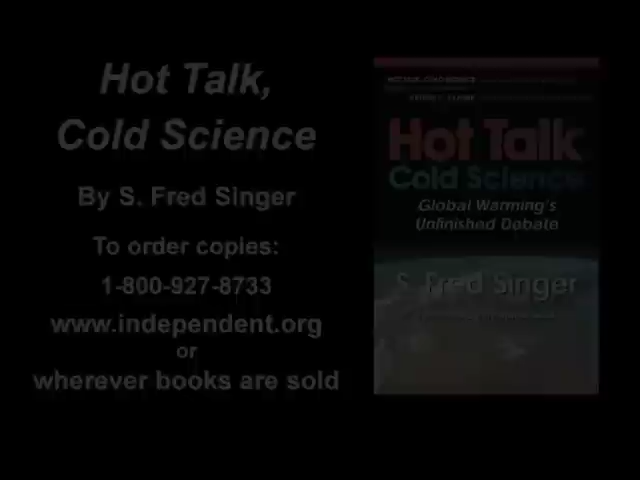 Hot Talk,
Cold Science
By S. Fred Singer
To order copies:
1-800-927-8733
www.independent.org
or
wherever books are sold
Hot Talk
Cold Science
Global Warming's
Unfinished Debate
S. Fred Singer